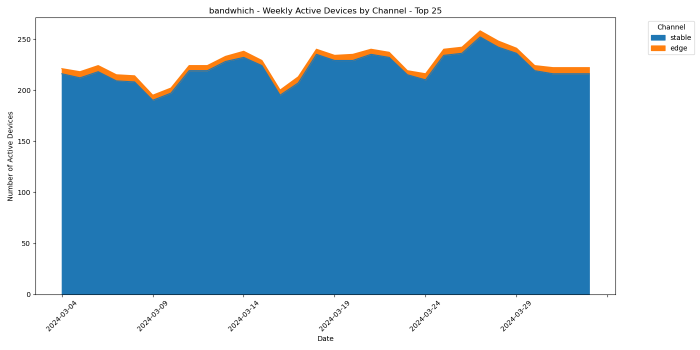 bandwhich - Weekly Active Devices by Channel - Top 25
Channel
stable
edge
Number of Active Devices
250
200
150
100
50
0
2024-03-04
2024-03-09
2024-03-14
2024-03-19
2024-03-24
2024-03-29
Date